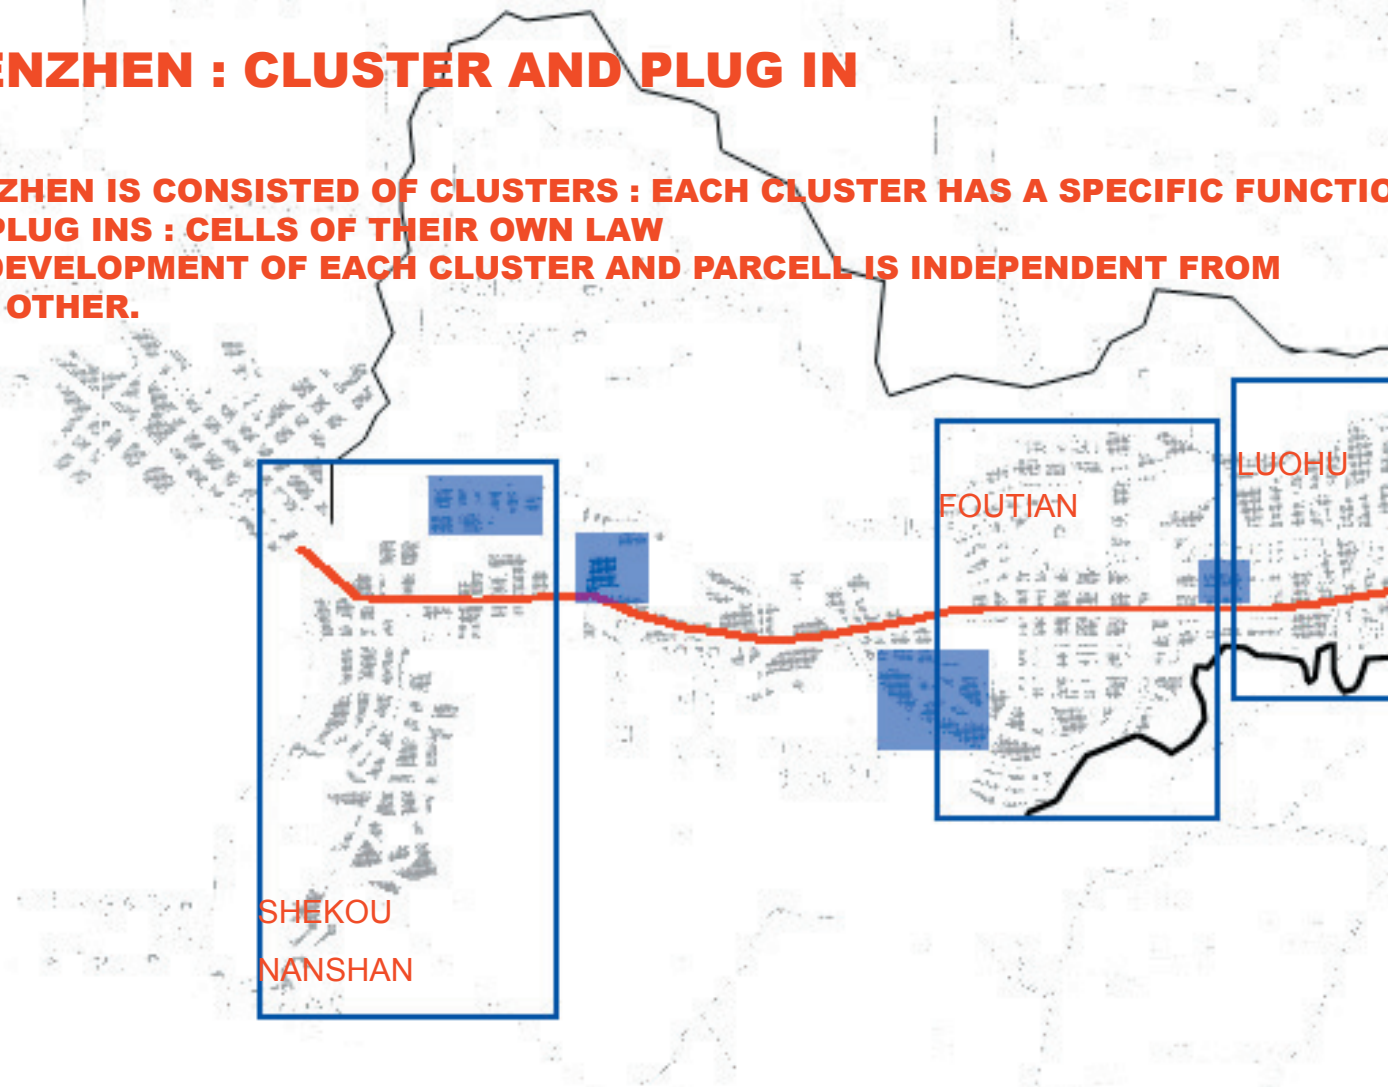 ENZHEN : CLUSTER AND PLUG IN
ZHEN IS CONSISTED OF CLUSTERS : EACH CLUSTER HAS A SPECIFIC FUNCTIO
PLUG INS : CELLS OF THEIR OWN LAW
DEVELOPMENT OF EACH CLUSTER AND PARCELL IS INDEPENDENT FROM
OTHER.
LUOHU
FOUTIAN
SHEKOU
NANSHAN